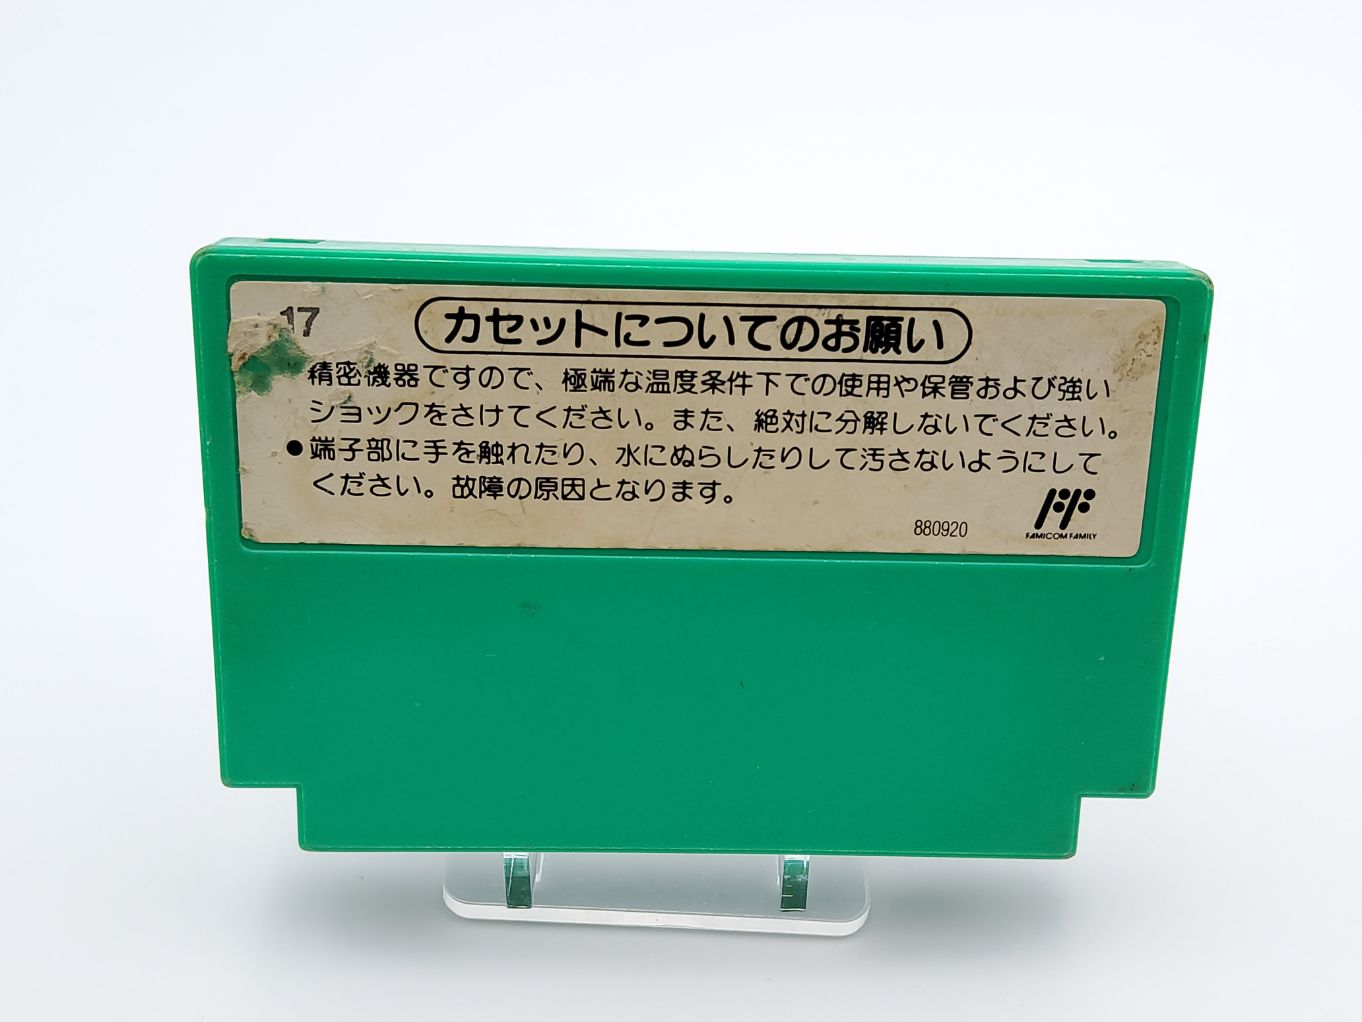 17
カセットについてのお願い
精密機器ですので、極端な温度条件下での使用や保管および強い
ショックをさけてください。また、絶対に分解しないでください。
●端子部に手を触れたり、水にぬらしたりして汚さないようにして
ください。故障の原因となります。
880920
FAMICOM FAMILY